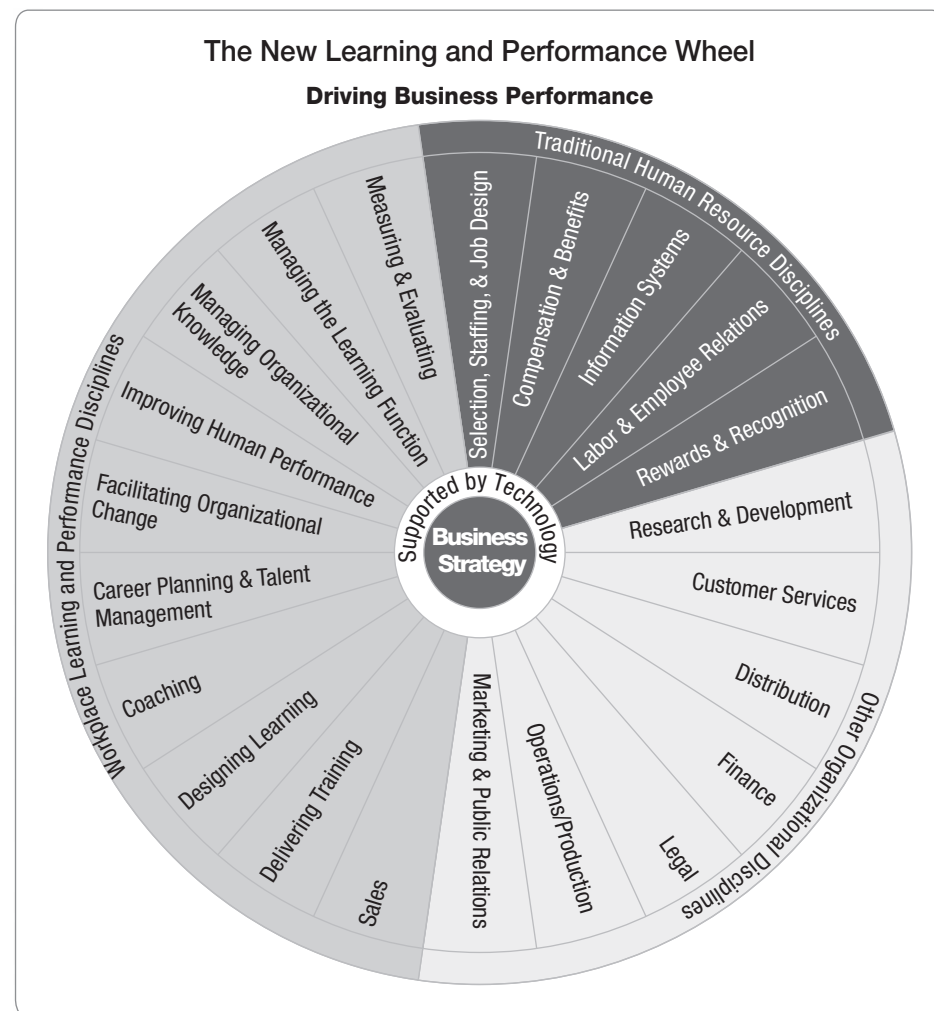 The New Learning and Performance Wheel
Driving Business Performance
Traditional Human Resource Disciplines
Selection, Staffing, & Job Design
Compensation & Benefits
Information Systems
Labor & Employee Relations
Rewards & Recognition
Other Organizational Disciplines
Research & Development
Customer Services
Distribution
Finance
Legal
Operations/Production
Marketing & Public Relations
Workplace Learning and Performance Disciplines
Sales
Delivering Training
Designing Learning
Coaching
Career Planning & Talent
Management
Facilitating Organizational
Change
Improving Human Performance
Managing Organizational
Knowledge
Managing the Learning Function
Measuring & Evaluating
Supported by Technology
Business
Strategy